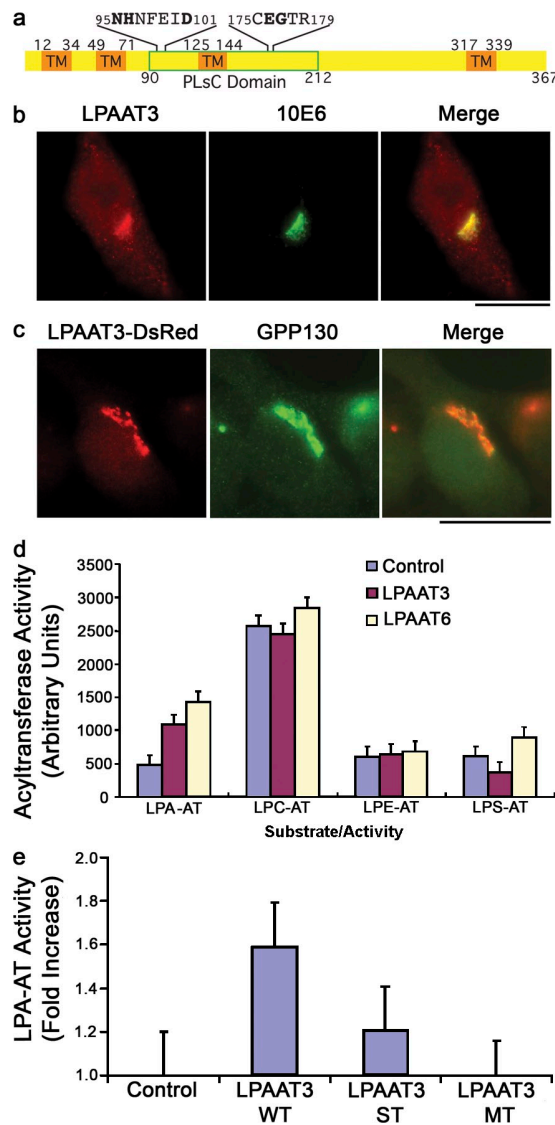 a
95NHNFEID101 175CEGTR179
12 34 49 71 125 144 317 339
TM TM TM TM
90 PLsC Domain 212 367
b
LPAAT3 10E6 Merge
c
LPAAT3-DsRed GPP130 Merge
d
Acyltransferase Activity
(Arbitrary Units)
3500
3000
2500
2000
1500
1000
500
0
Control
LPAAT3
LPAAT6
LPA-AT LPC-AT LPE-AT LPS-AT
Substrate/Activity
e
LPA-AT Activity
(Fold Increase)
2.0
1.8
1.6
1.4
1.2
1.0
Control LPAAT3 LPAAT3 LPAAT3
WT ST MT